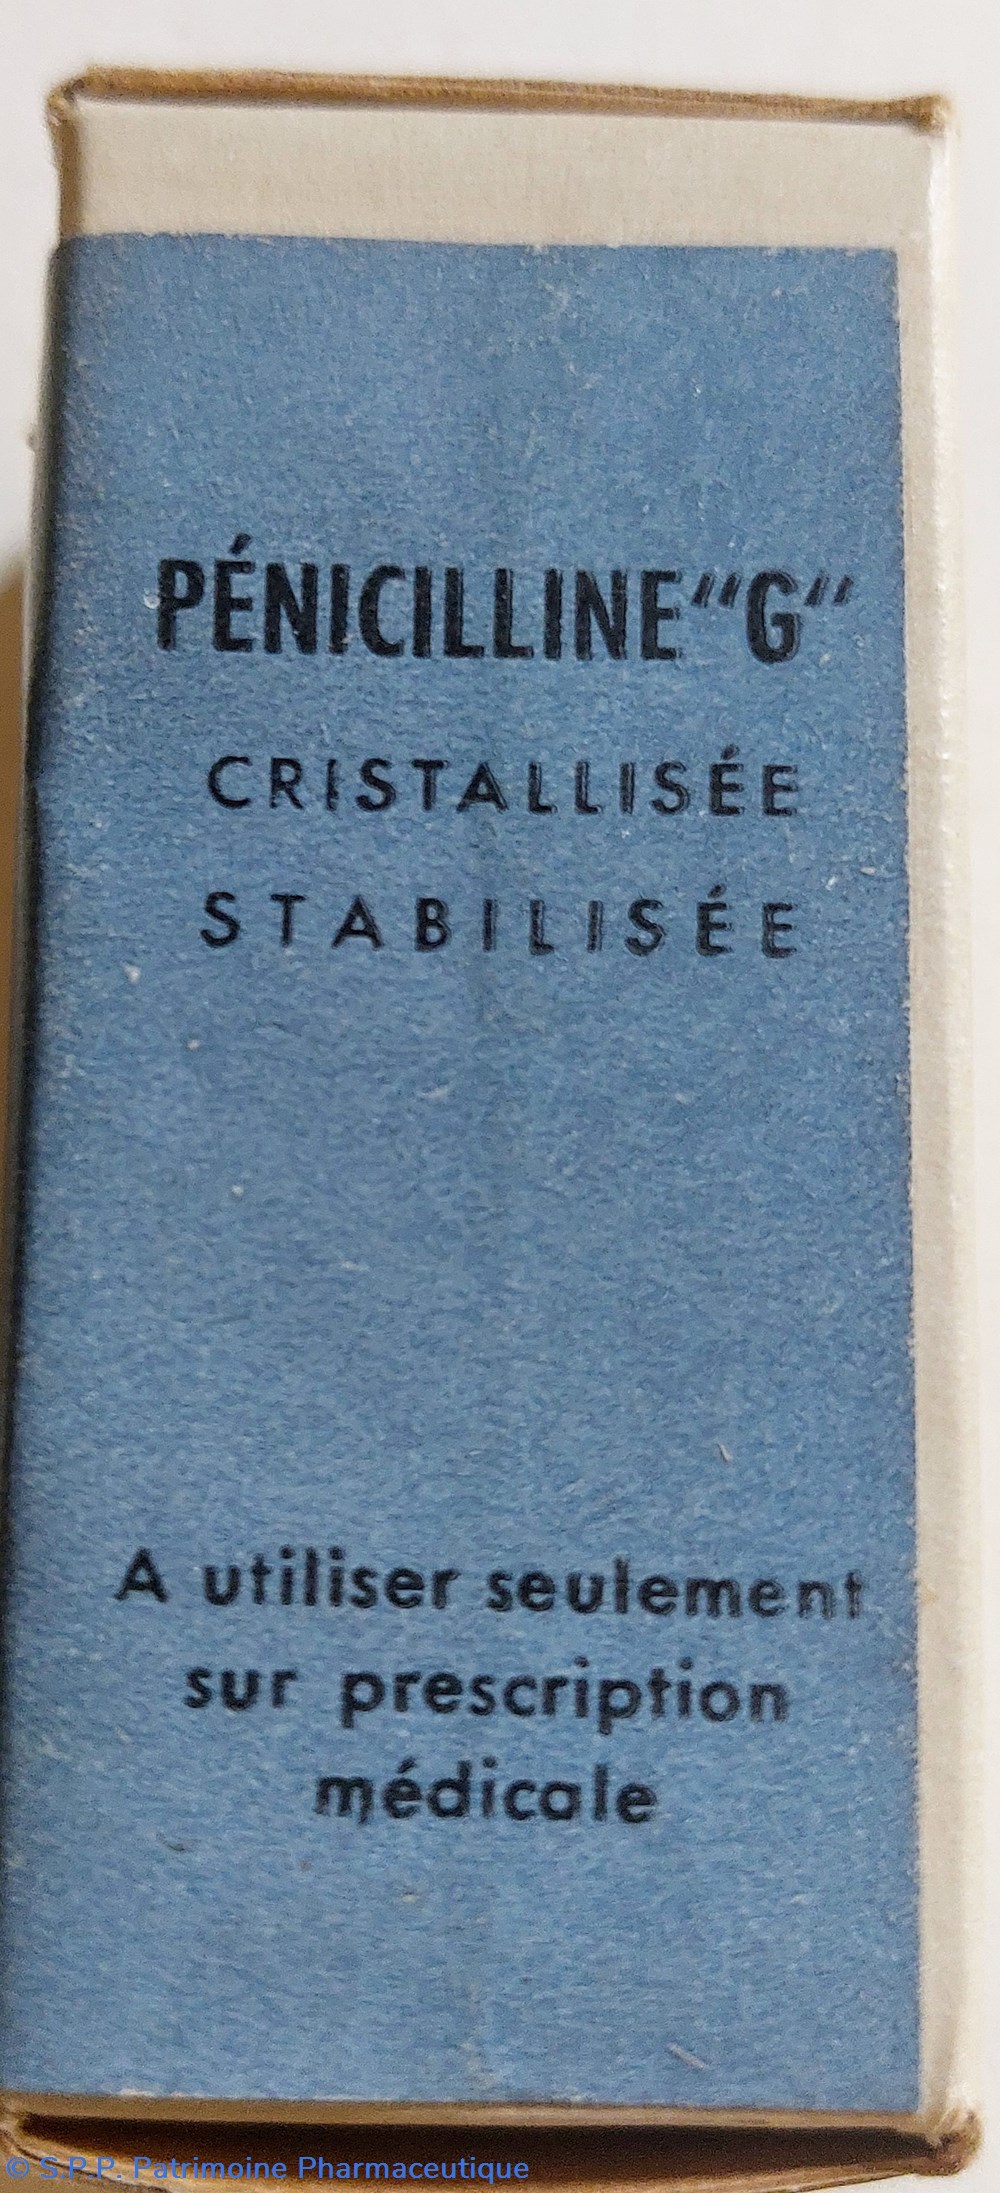 PÉNICILLINE "G"
CRISTALLISÉE
STABILISÉE
A utiliser seulement
sur prescription
médicale
© S.P.P. Patrimoine Pharmaceutique